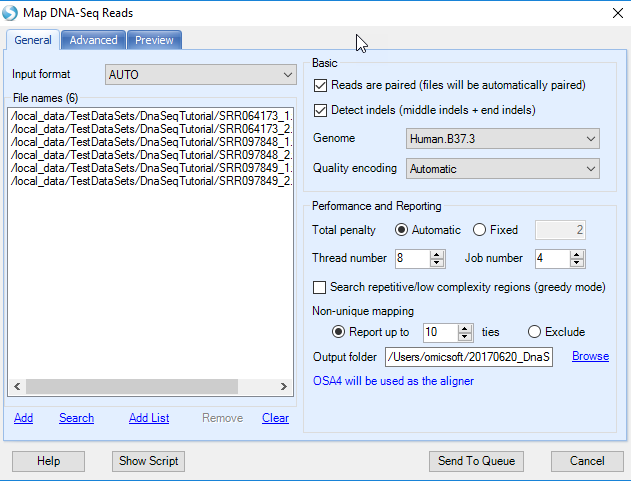 Map DNA-Seq Reads
General Advanced Preview
Input format AUTO
File names (6)
/local_data/TestDataSets/DnaSeqTutorial/SRR064173_1.
/local_data/TestDataSets/DnaSeqTutorial/SRR064173_2.
/local_data/TestDataSets/DnaSeqTutorial/SRR097848_1.
/local_data/TestDataSets/DnaSeqTutorial/SRR097848_2.
/local_data/TestDataSets/DnaSeqTutorial/SRR097849_1.
/local_data/TestDataSets/DnaSeqTutorial/SRR097849_2.
Add Search Add List Remove Clear
Basic
Reads are paired (files will be automatically paired)
Detect indels (middle indels + end indels)
Genome Human.B37.3
Quality encoding Automatic
Performance and Reporting
Total penalty Automatic Fixed 2
Thread number 8 Job number 4
Search repetitive/low complexity regions (greedy mode)
Non-unique mapping
Report up to 10 ties Exclude
Output folder /Users/omicsoft/20170620_DnaS Browse
OSA4 will be used as the aligner
Help Show Script Send To Queue Cancel